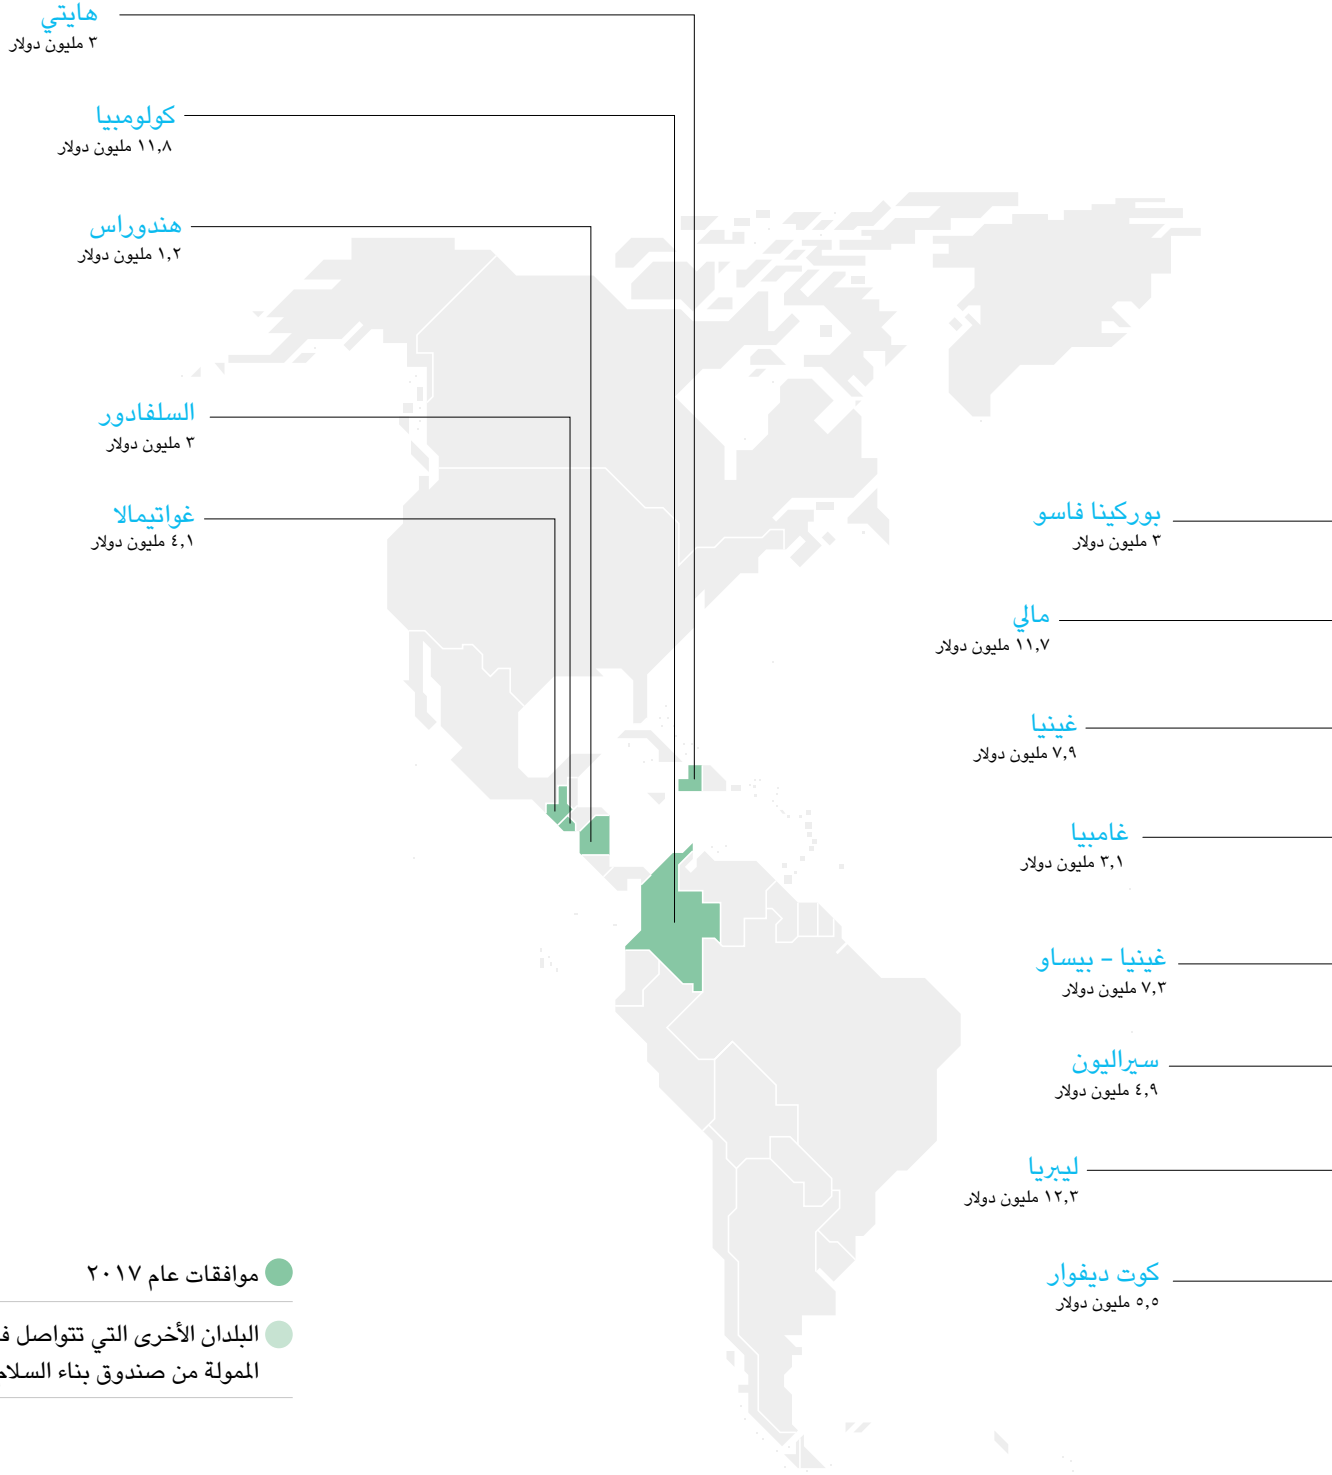 هايتي
٣ مليون دولار
كولومبيا
١١,٨ مليون دولار
هندوراس
١,٢ مليون دولار
السلفادور
٣ مليون دولار
غواتيمالا
٤,١ مليون دولار
بوركينا فاسو
٣ مليون دولار
مالي
١١,٧ مليون دولار
غينيا
٧,٩ مليون دولار
غامبيا
٣,١ مليون دولار
غينيا – بيساو
٧,٣ مليون دولار
سيراليون
٤,٩ مليون دولار
ليبريا
١٢,٣ مليون دولار
كوت ديفوار
٥,٥ مليون دولار
موافقات عام ٢٠١٧
البلدان الأخرى التي تتواصل
الممولة من صندوق بناء السلام